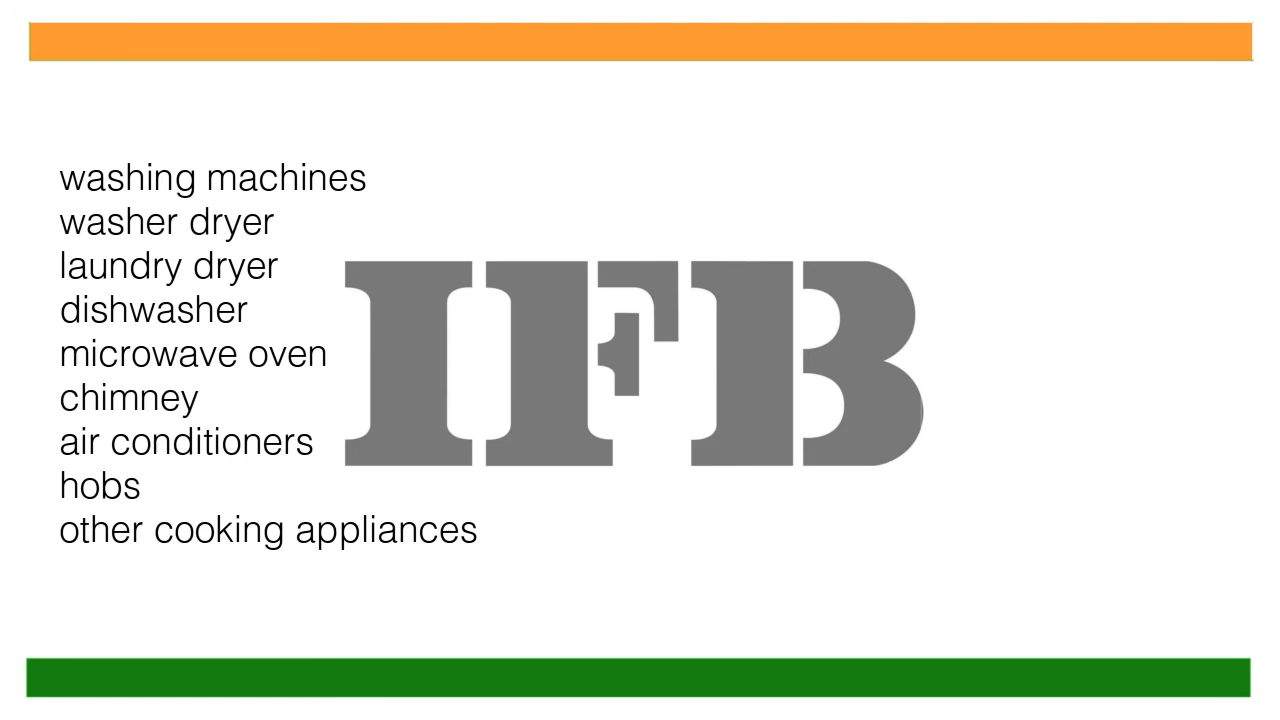 washing machines
washer dryer
laundry dryer
dishwasher
microwave oven
chimney
air conditioners
hobs
other cooking appliances
IFB